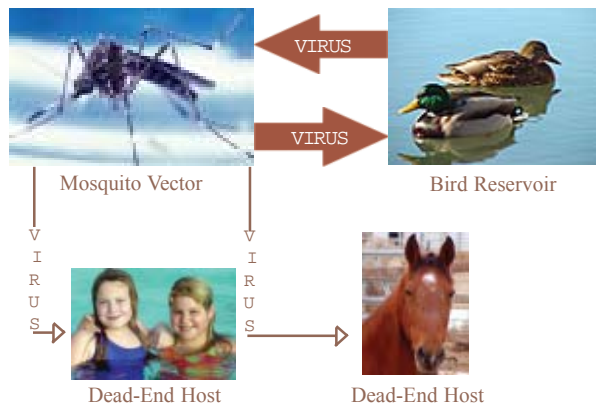 VIRUS
VIRUS
Mosquito Vector
Bird Reservoir
VIRUS
VIRUS
Dead-End Host
Dead-End Host